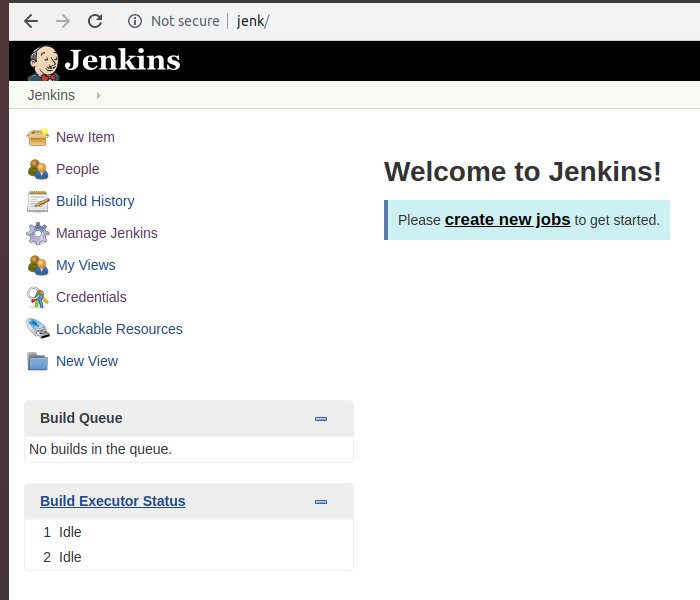 Not secure | jenk/
Jenkins
Jenkins
New Item
People
Build History
Manage Jenkins
My Views
Credentials
Lockable Resources
New View
Build Queue
No builds in the queue.
Build Executor Status
1 Idle
2 Idle
Welcome to Jenkins!
Please create new jobs to get started.